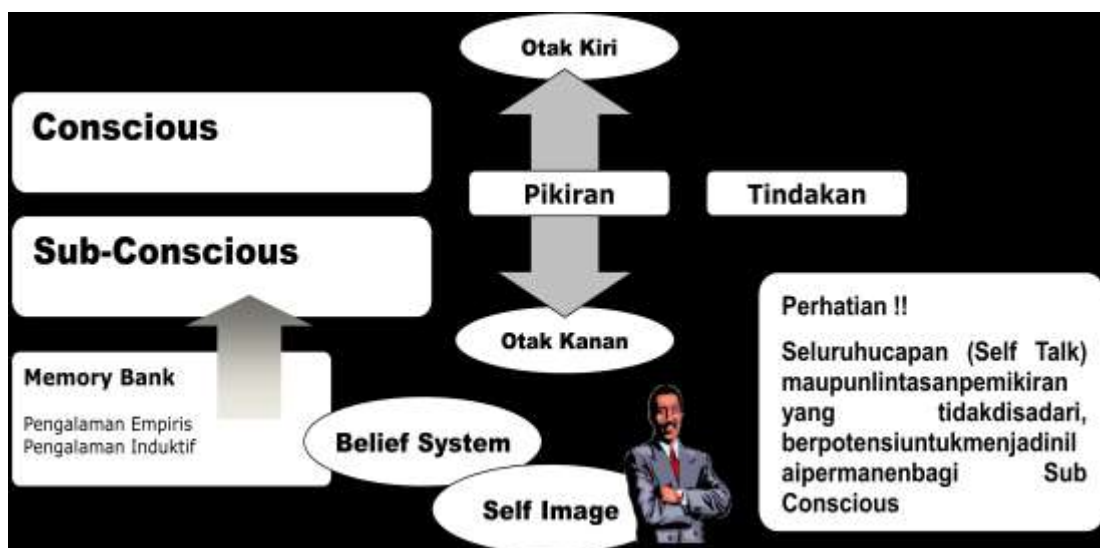 Otak Kiri
Conscious
Pikiran
Tindakan
Sub-Conscious
Otak Kanan
Memory Bank
Pengalaman Empiris
Pengalaman Induktif
Belief System
Self Image
Perhatian !!
Seluruhucapan (Self Talk)
maupunlintasanpemikiran
yang tidakdisadari,
berpotensiuntukmenjadinil
aipermanenbagi Sub
Conscious